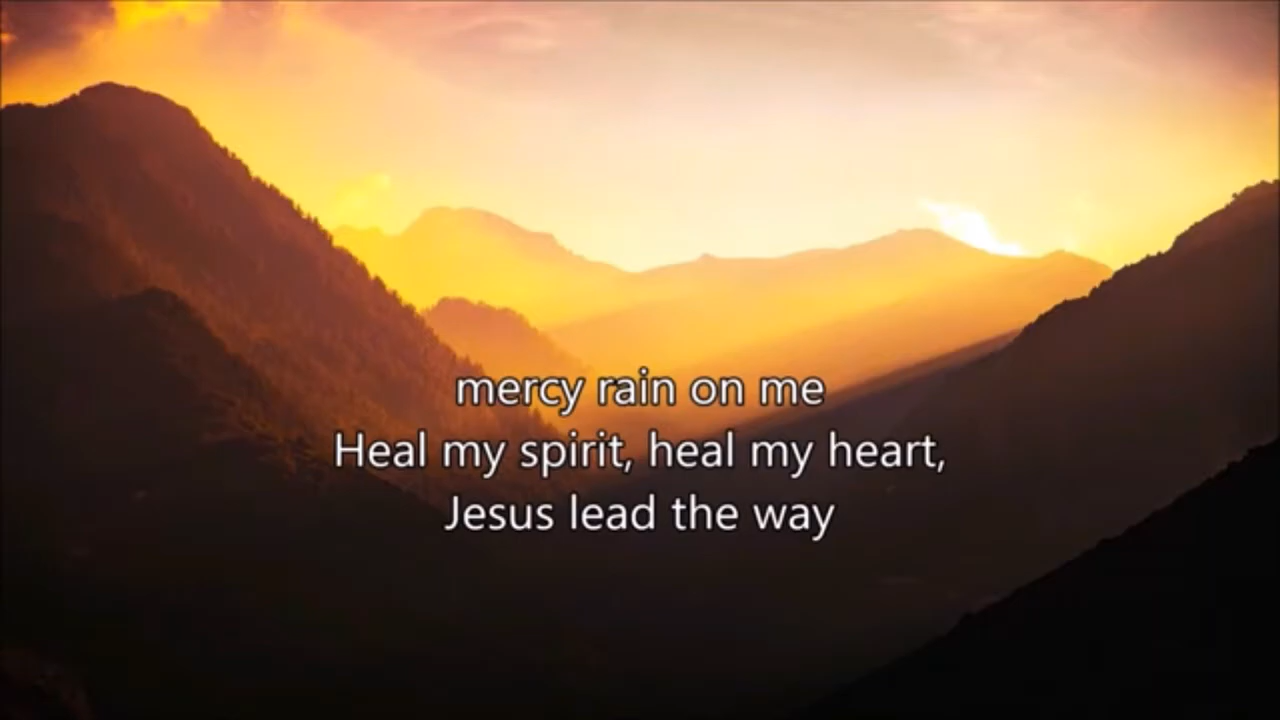 mercy rain on me
Heal my spirit, heal my heart,
Jesus lead the way